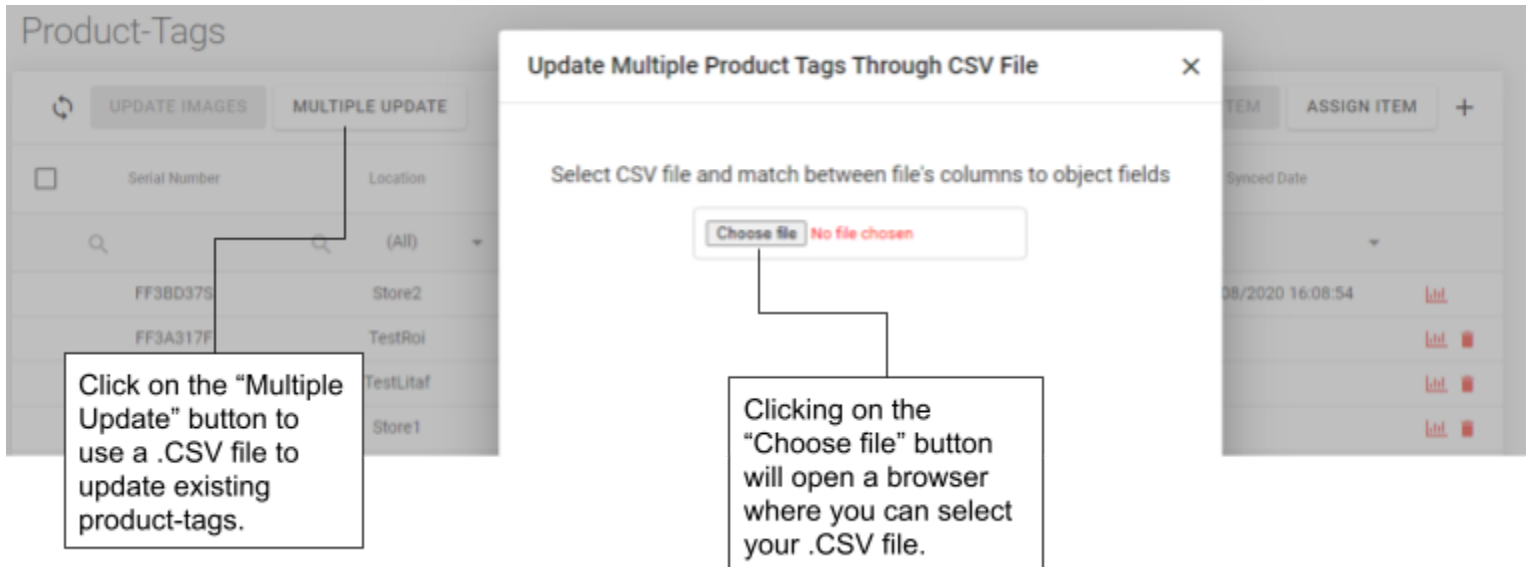 Product-Tags
Update Multiple Product Tags Through CSV File
UPDATE IMAGES MULTIPLE UPDATE TEM ASSIGN ITEM +
Serial Number Location Synced Date
Select CSV file and match between file's columns to object fields
(All)
Choose file No file chosen
FF3BD37S Store2 08/2020 16:08:54
FF3A317F TestRoi
TestLitaf
Store1
Click on the “Multiple
Update” button to
use a .CSV file to
update existing
product-tags.
Clicking on the
“Choose file” button
will open a browser
where you can select
your .CSV file.